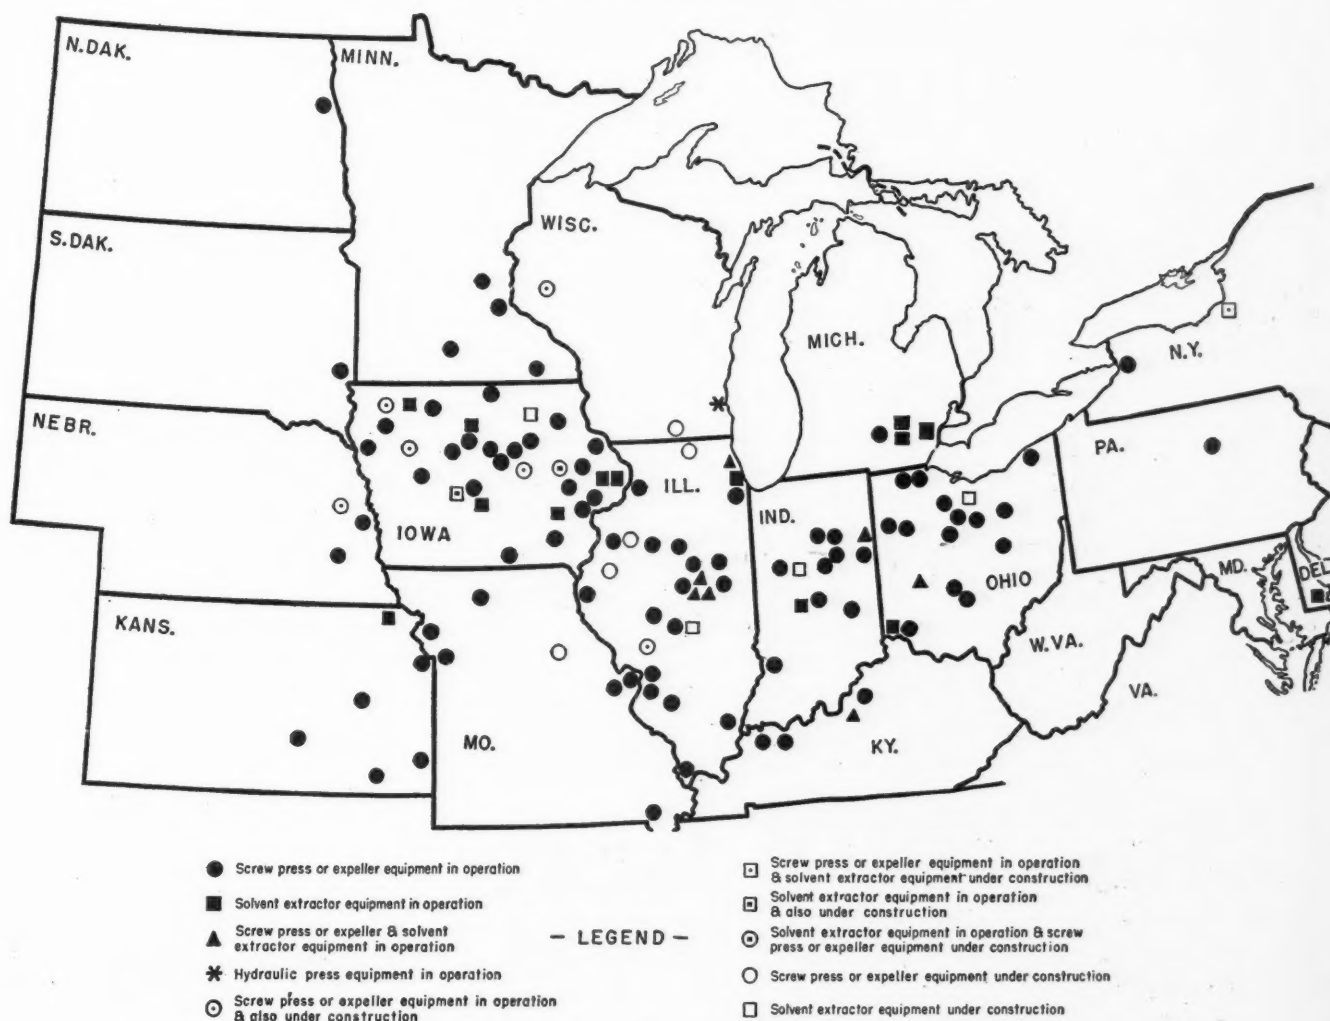 N.DAK.
MINN.
S.DAK.
WISC.
MICH.
N.Y.
NEBR.
PA.
ILL.
IND.
IOWA
OHIO
MD.
DEL
KANS.
W.VA.
VA.
MO.
KY.
Screw press or expeller equipment in operation
Solvent extractor equipment in operation
Screw press or expeller & solvent
extractor equipment in operation
Hydraulic press equipment in operation
Screw press or expeller equipment in operation
& also under construction
— LEGEND —
Screw press or expeller equipment in operation
& solvent extractor equipment under construction
Solvent extractor equipment in operation
& also under construction
Solvent extractor equipment in operation & screw
press or expeller equipment under construction
Screw press or expeller equipment under construction
Solvent extractor equipment under construction